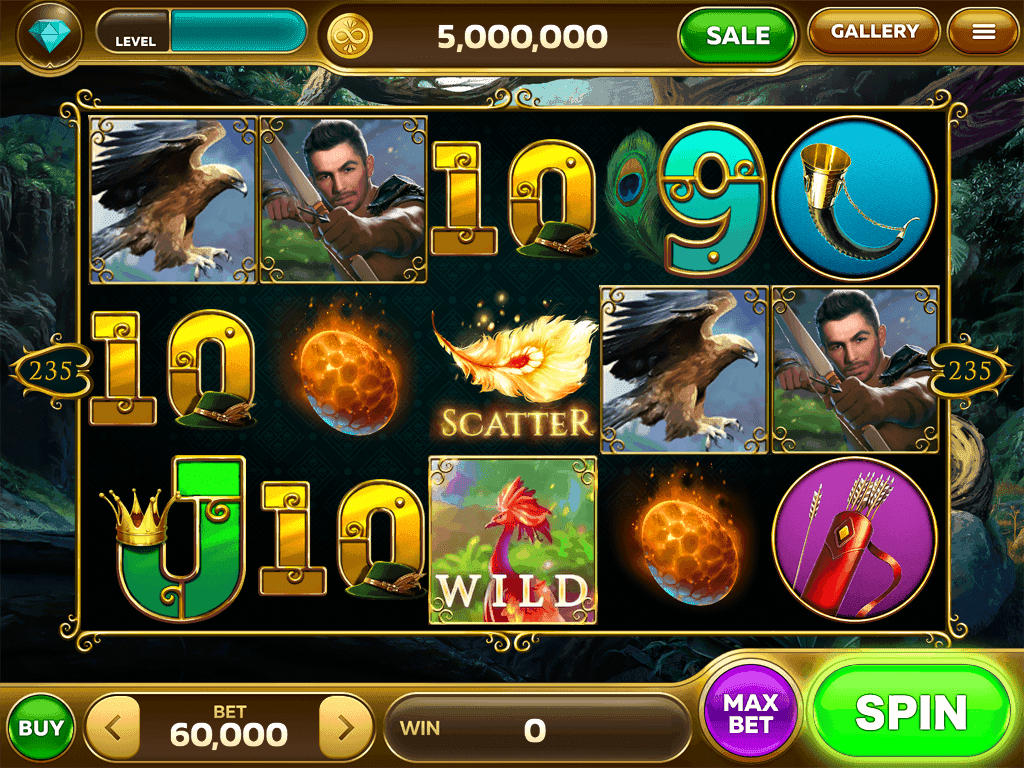 LEVEL
5,000,000
SALE
GALLERY
10
9
235
10
SCATTER
235
J
10
WILD
BUY
BET
60,000
WIN
0
MAX
BET
SPIN